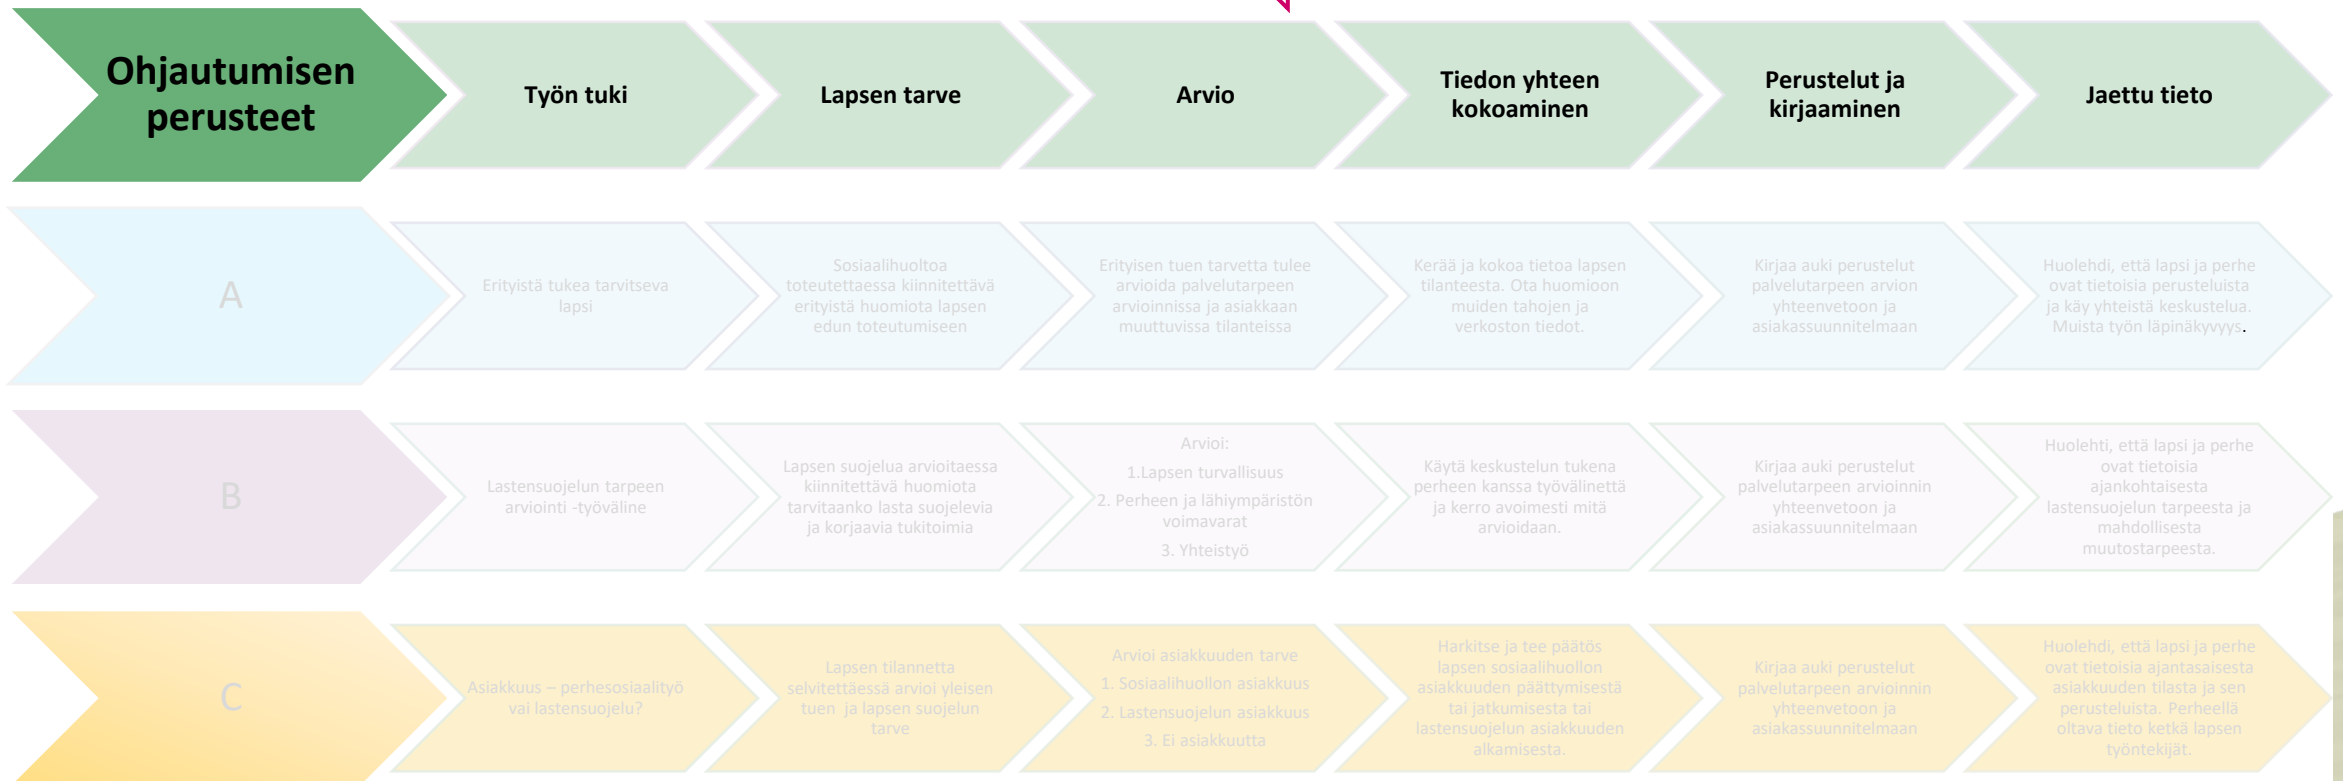 Ohjautumisen
perusteet
Työn tuki
Lapsen tarve
Arvio
Tiedon yhteen
kokoaminen
Perustelut ja
kirjaaminen
Jaettu tieto
A
Erityistä tukea tarvitseva
lapsi
Sosiaalihuoltoa
toteutettaessa kiinnitettävä
erityistä huomiota lapsen
edun toteutumiseen
Erityisen tuen tarvetta tulee
arvioida palvelutarpeen
arvioinnissa ja asiakkaan
muuttuvissa tilanteissa
Kerää ja kokoa tietoa lapsen
tilanteesta. Ota huomioon
muiden tahojen ja
verkoston tiedot.
Kirjaa auki perustelut
palvelutarpeen arvion
yhteenvetoon ja
asiakassuunnitelmaan
Huolehdi, että lapsi ja perhe
ovat tietoisia perusteluista
ja käy yhteistä keskustelua.
Muista työn läpinäkyvyys.
B
Lastensuojelun tarpeen
arviointi -työväline
Lapsen suojelua arvioitaessa
kiinnitettävä huomiota
tarvitaanko lasta suojelevia
ja korjaavia tukitoimia
Arvioi:
1.Lapsen turvallisuus
2. Perheen ja lähiympäristön
voimavarat
3. Yhteistyö
Käytä keskustelun tukena
perheen kanssa työvälinettä
ja kerro avoimesti mitä
arvioidaan.
Kirjaa auki perustelut
palvelutarpeen arvioinnin
yhteenvetoon ja
asiakassuunnitelmaan
Huolehti, että lapsi ja perhe
ovat tietoisia
ajankohtaisesta
lastensuojelun tarpeesta ja
mahdollisesta
muutostarpeesta.
C
Asiakkuus – perhesosiaalityö
vai lastensuojelu?
Lapsen tilannetta
selvitettäessä arvioi yleisen
tuen ja lapsen suojelun
tarve
Arvioi asiakkuuden tarve
1. Sosiaalihuollon asiakkuus
2. Lastensuojelun asiakkuus
3. Ei asiakkuutta
Harkitse ja tee päätös
lapsen sosiaalihuollon
asiakkuuden päättymisestä
tai jatkumisesta tai
lastensuojelun asiakkuuden
alkamisesta.
Kirjaa auki perustelut
palvelutarpeen arvioinnin
yhteenvetoon ja
asiakassuunnitelmaan
Huolehdi, että lapsi ja perhe
ovat tietoisia ajantasaisesta
asiakkuuden tilasta ja sen
perusteluista. Perheellä
oltava tieto ketkä lapsen
työntekijät.